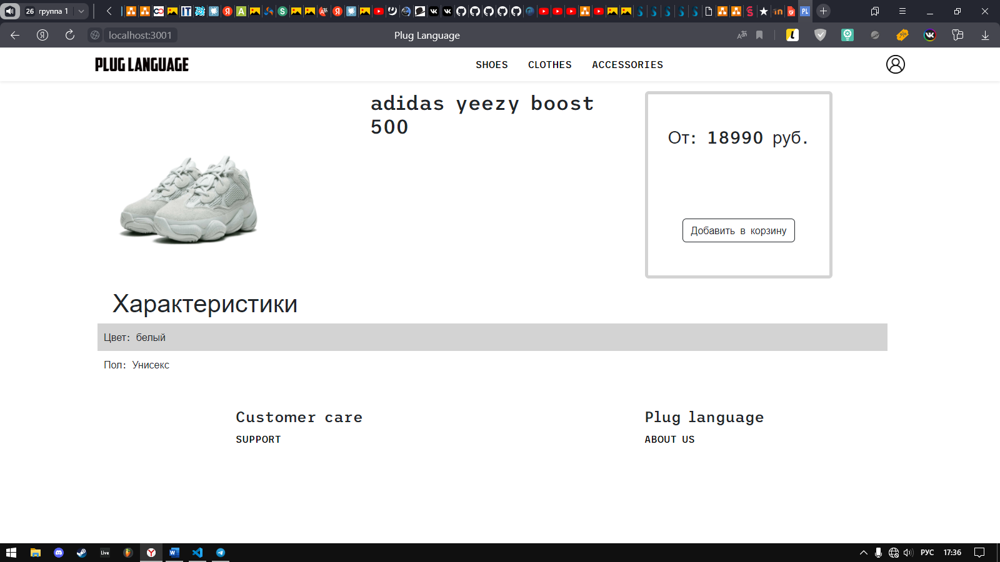 26 группа 1
localhost:3001
Plug Language
PLUG LANGUAGE
SHOES CLOTHES ACCESSORIES
adidas yeezy boost
500
От: 18990 руб.
Добавить в корзину
Характеристики
Цвет: белый
Пол: Унисекс
Customer care
Plug language
SUPPORT
ABOUT US
Live
РУС 17:36